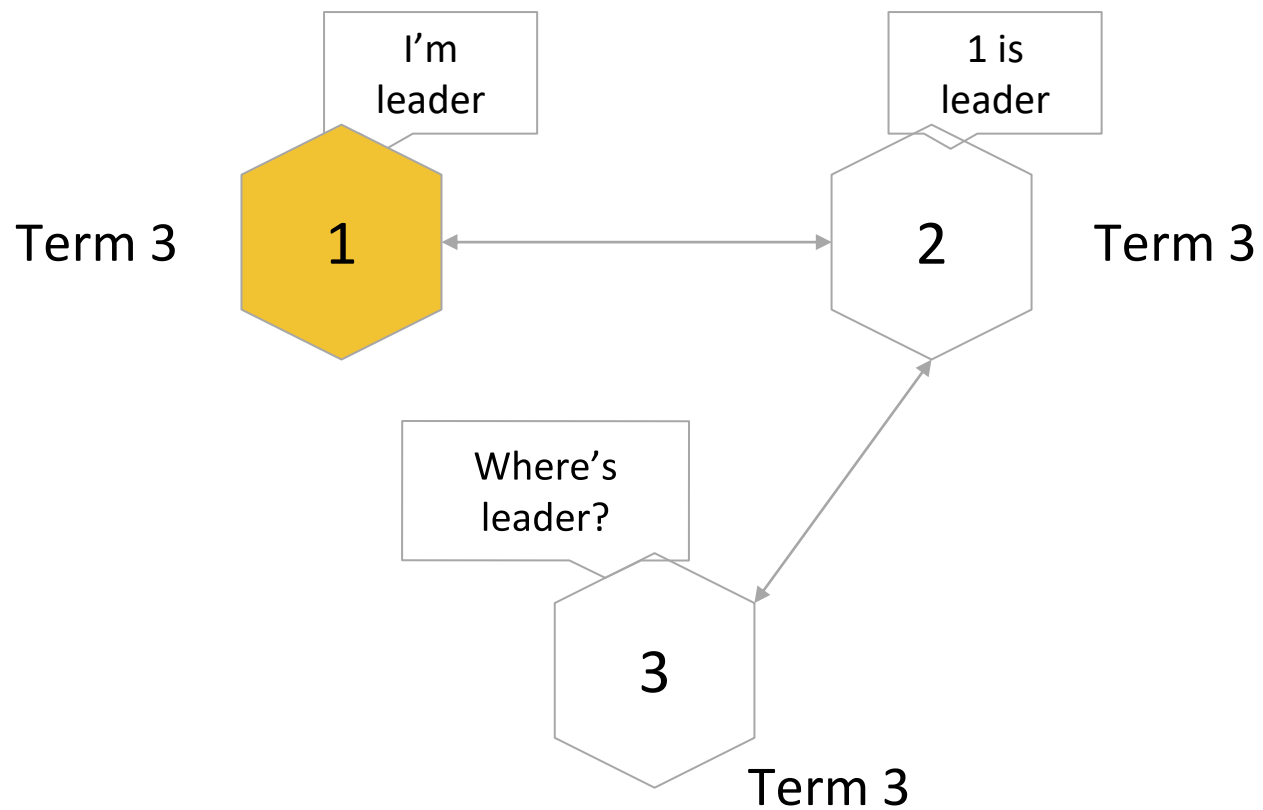 I’m
leader
1 is
leader
Term 3
1
2
Term 3
Where’s
leader?
3
Term 3